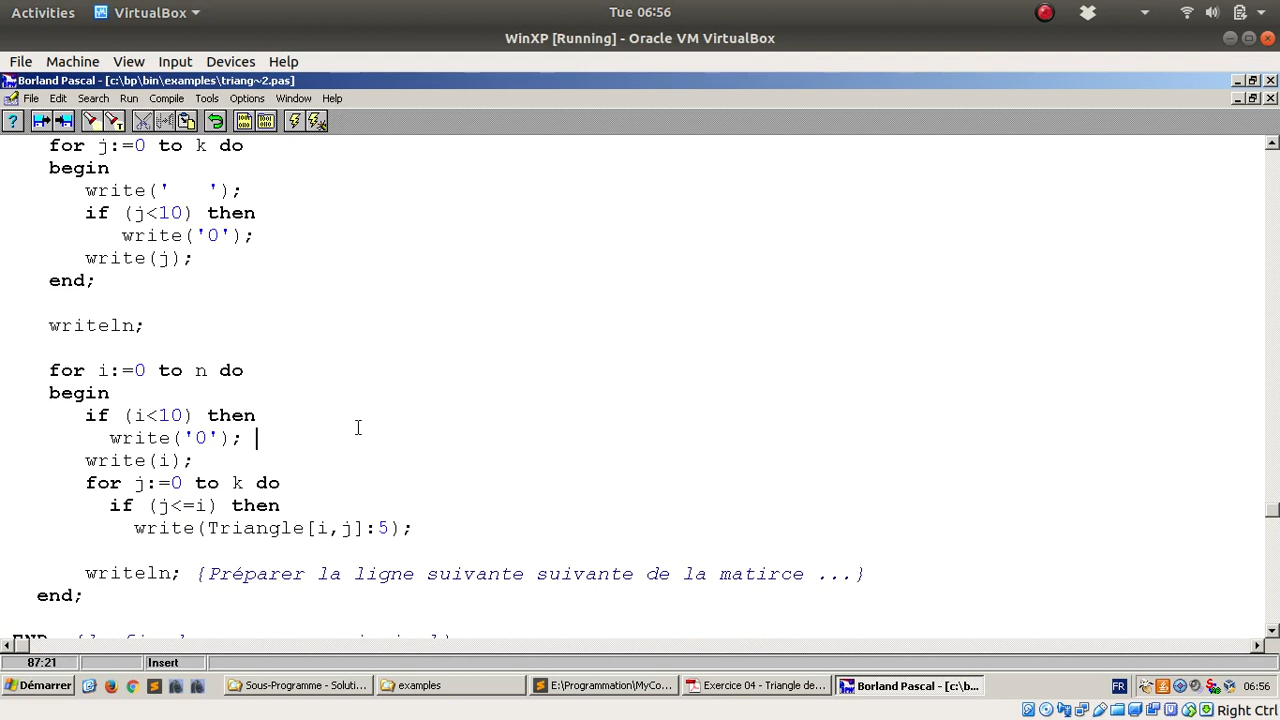 Activities VirtualBox Tue 06:56
WinXP [Running] - Oracle VM VirtualBox
File Machine View Input Devices Help
Borland Pascal - [c:\bp\bin\examples\triang~2.pas]
File Edit Search Run Compile Tools Options Window Help
for j:=0 to k do
begin
write('   ');
if (j<10) then
write('0');
write(j);
end;
writeln;
for i:=0 to n do
begin
if (i<10) then
write('0');
write(i);
for j:=0 to k do
if (j<=i) then
write(Triangle[i,j]:5);
writeln; {Préparer la ligne suivante suivante de la matirce ...}
end;
87:21 Insert
Démarrer Sous-Programme - Soluti... examples E:\Programmation\MyCo... Exercice 04 - Triangle de... Borland Pascal - [c:\b... FR 06:56
Right Ctrl